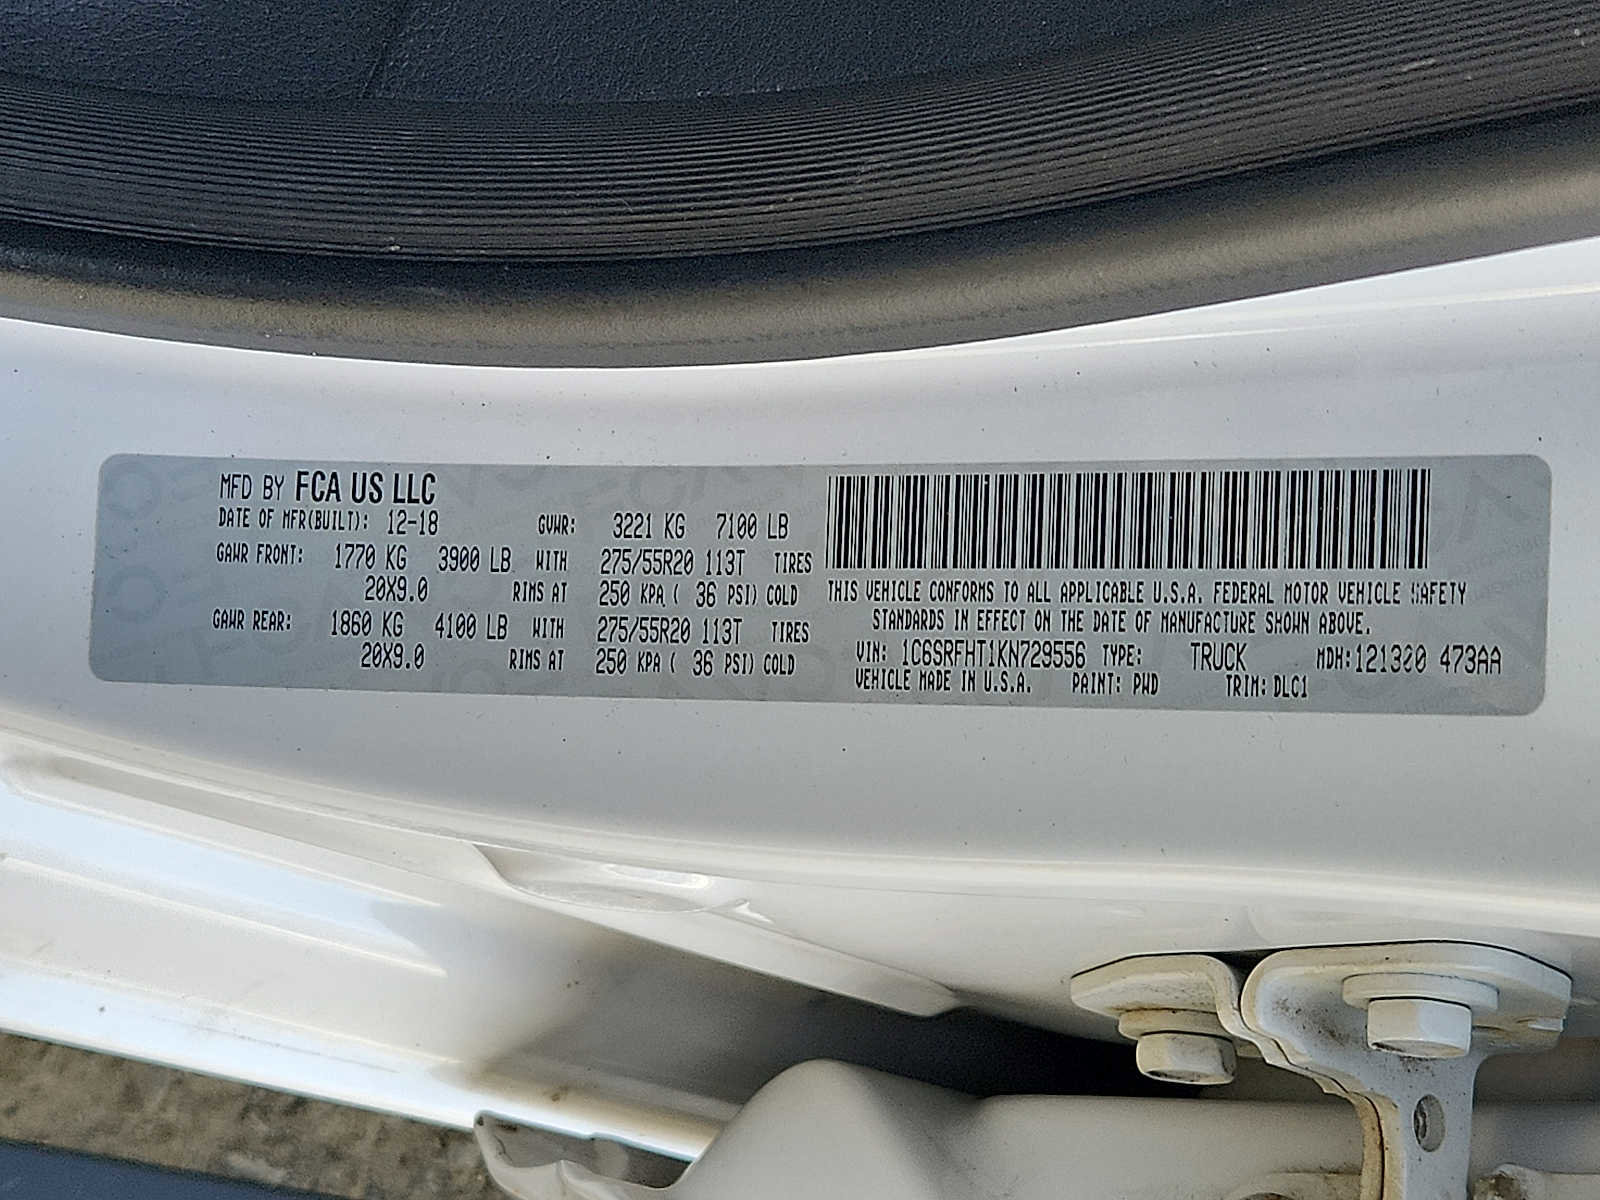 MFD BY FCA US LLC
DATE OF MFR(BUILT): 12-18 GVWR: 3221 KG 7100 LB
GAWR FRONT: 1770 KG 3900 LB WITH 275/55R20 113T TIRES
20X9.0 RIMS AT 250 KPA ( 36 PSI) COLD
GAWR REAR: 1860 KG 4100 LB WITH 275/55R20 113T TIRES
20X9.0 RIMS AT 250 KPA ( 36 PSI) COLD
THIS VEHICLE CONFORMS TO ALL APPLICABLE U.S.A. FEDERAL MOTOR VEHICLE SAFETY
STANDARDS IN EFFECT ON THE DATE OF MANUFACTURE SHOWN ABOVE.
VIN: 1C6SRFHT1KN729556 TYPE: TRUCK MDH: 121320 473AA
VEHICLE MADE IN U.S.A. PAINT: PWD TRIM: DLC1